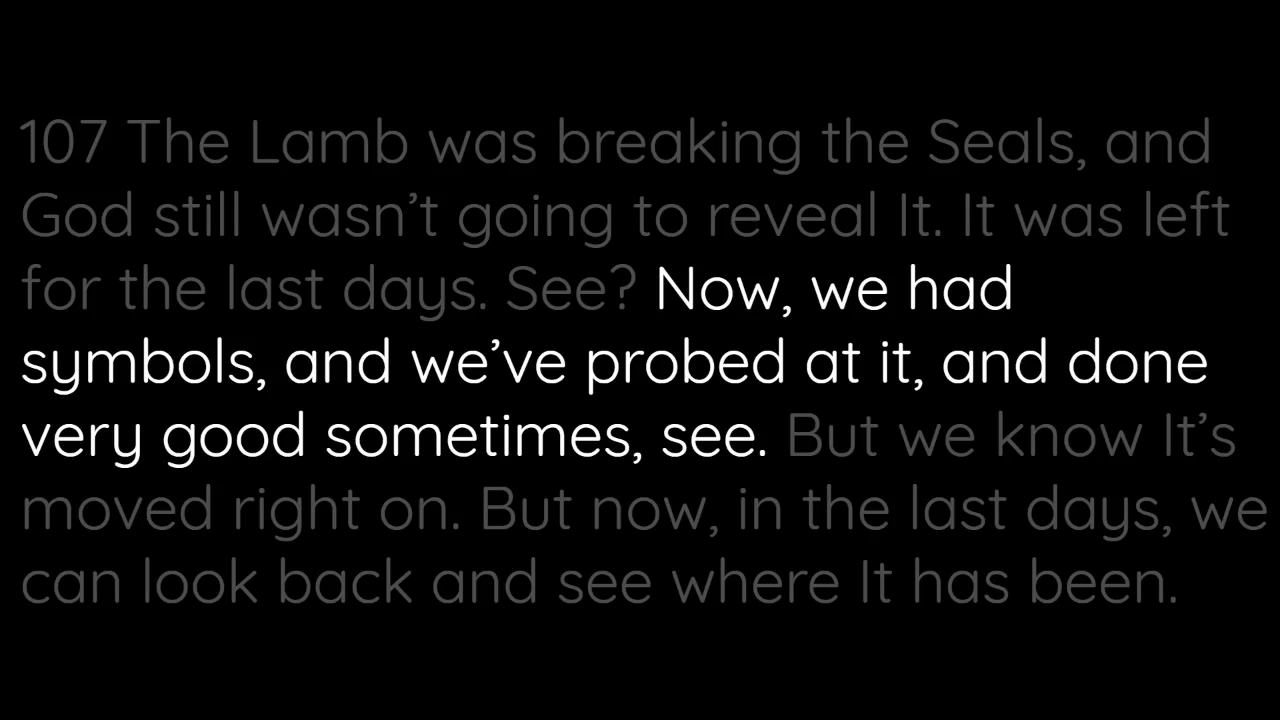 107 The Lamb was breaking the Seals, and
God still wasn’t going to reveal It. It was left
for the last days. See? Now, we had
symbols, and we’ve probed at it, and done
very good sometimes, see. But we know It’s
moved right on. But now, in the last days, we
can look back and see where It has been.